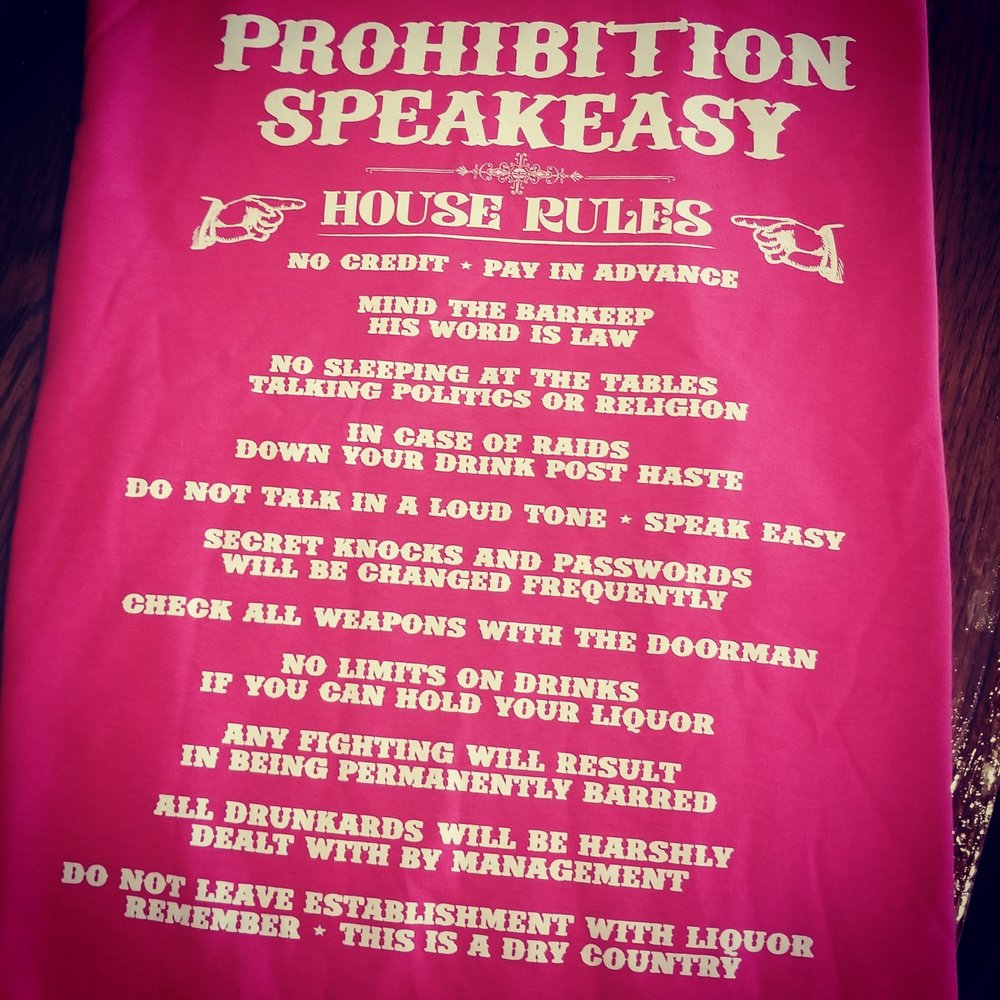 PROHIBITION
SPEAKEASY
HOUSE RULES
NO CREDIT ★ PAY IN ADVANCE
MIND THE BARKEEP
HIS WORD IS LAW
NO SLEEPING AT THE TABLES
TALKING POLITICS OR RELIGION
IN CASE OF RAIDS
DOWN YOUR DRINK POST HASTE
DO NOT TALK IN A LOUD TONE ★ SPEAK EASY
SECRET KNOCKS AND PASSWORDS
WILL BE CHANGED FREQUENTLY
CHECK ALL WEAPONS WITH THE DOORMAN
NO LIMITS ON DRINKS
IF YOU CAN HOLD YOUR LIQUOR
ANY FIGHTING WILL RESULT
IN BEING PERMANENTLY BARRED
ALL DRUNKARDS WILL BE HARSHLY
DEALT WITH BY MANAGEMENT
DO NOT LEAVE ESTABLISHMENT WITH LIQUOR
REMEMBER ★ THIS IS A DRY COUNTRY